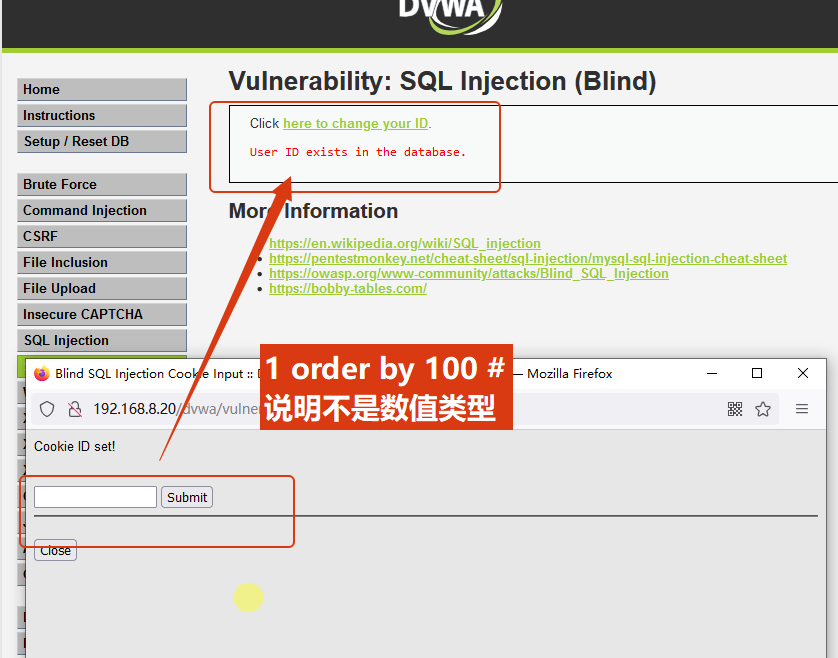 DVWA
Home
Instructions
Setup / Reset DB
Brute Force
Command Injection
CSRF
File Inclusion
File Upload
Insecure CAPTCHA
SQL Injection
Vulnerability: SQL Injection (Blind)
Click here to change your ID.
User ID exists in the database.
More Information
https://en.wikipedia.org/wiki/SQL_injection
https://pentestmonkey.net/cheat-sheet/sql-injection/mysql-sql-injection-cheat-sheet
https://owasp.org/www-community/attacks/Blind_SQL_Injection
https://bobby-tables.com/
1 order by 100 #
说明不是数值类型
Blind SQL Injection Cookie Input :: — Mozilla Firefox
192.168.8.20/dvwa/vulner
Cookie ID set!
Submit
Close